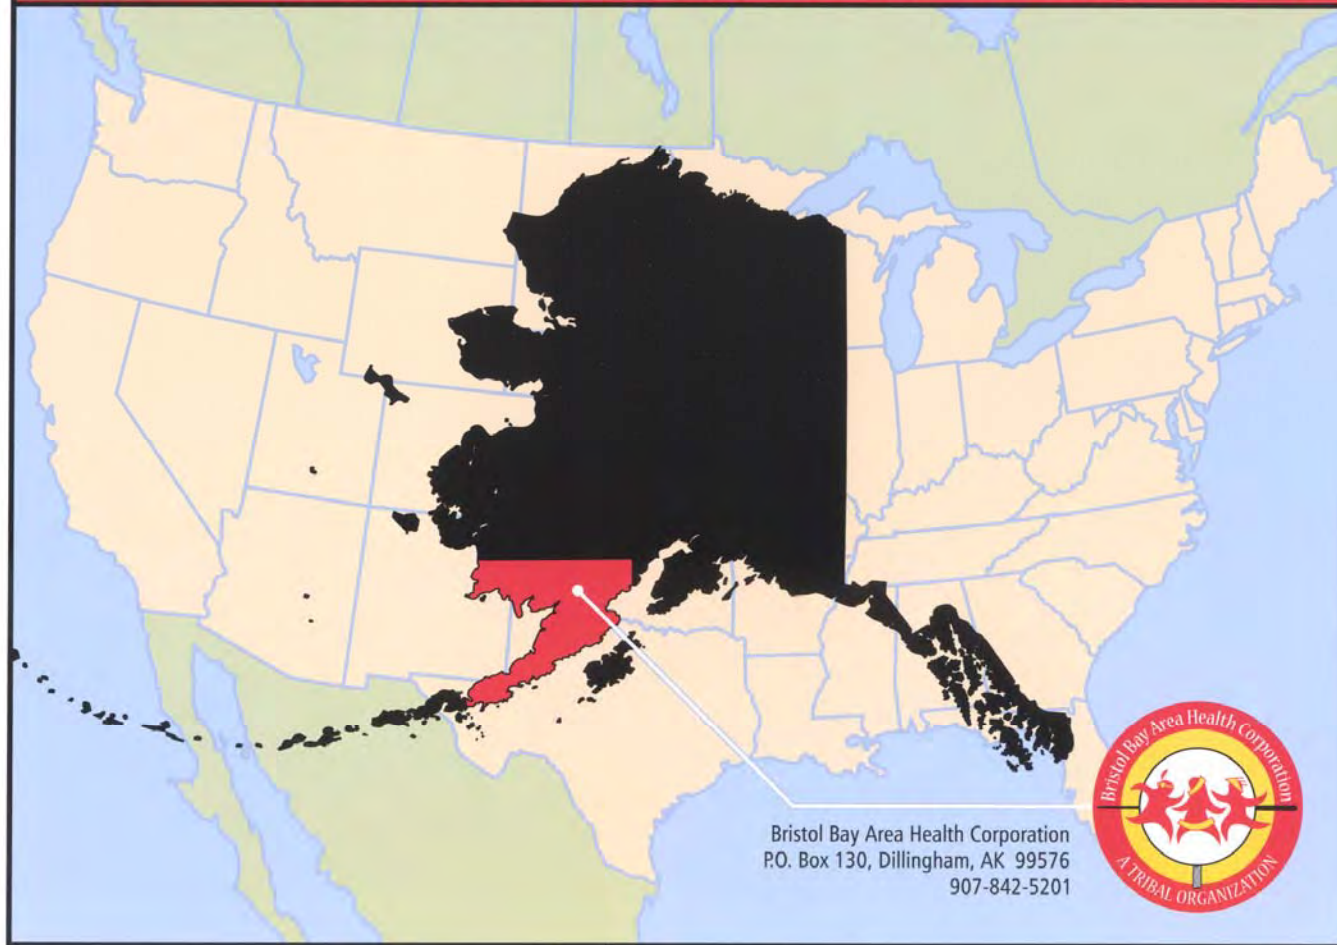 Bristol Bay Area Health Corporation
P.O. Box 130, Dillingham, AK 99576
907-842-5201
Bristol Bay Area Health Corporation
A TRIBAL ORGANIZATION